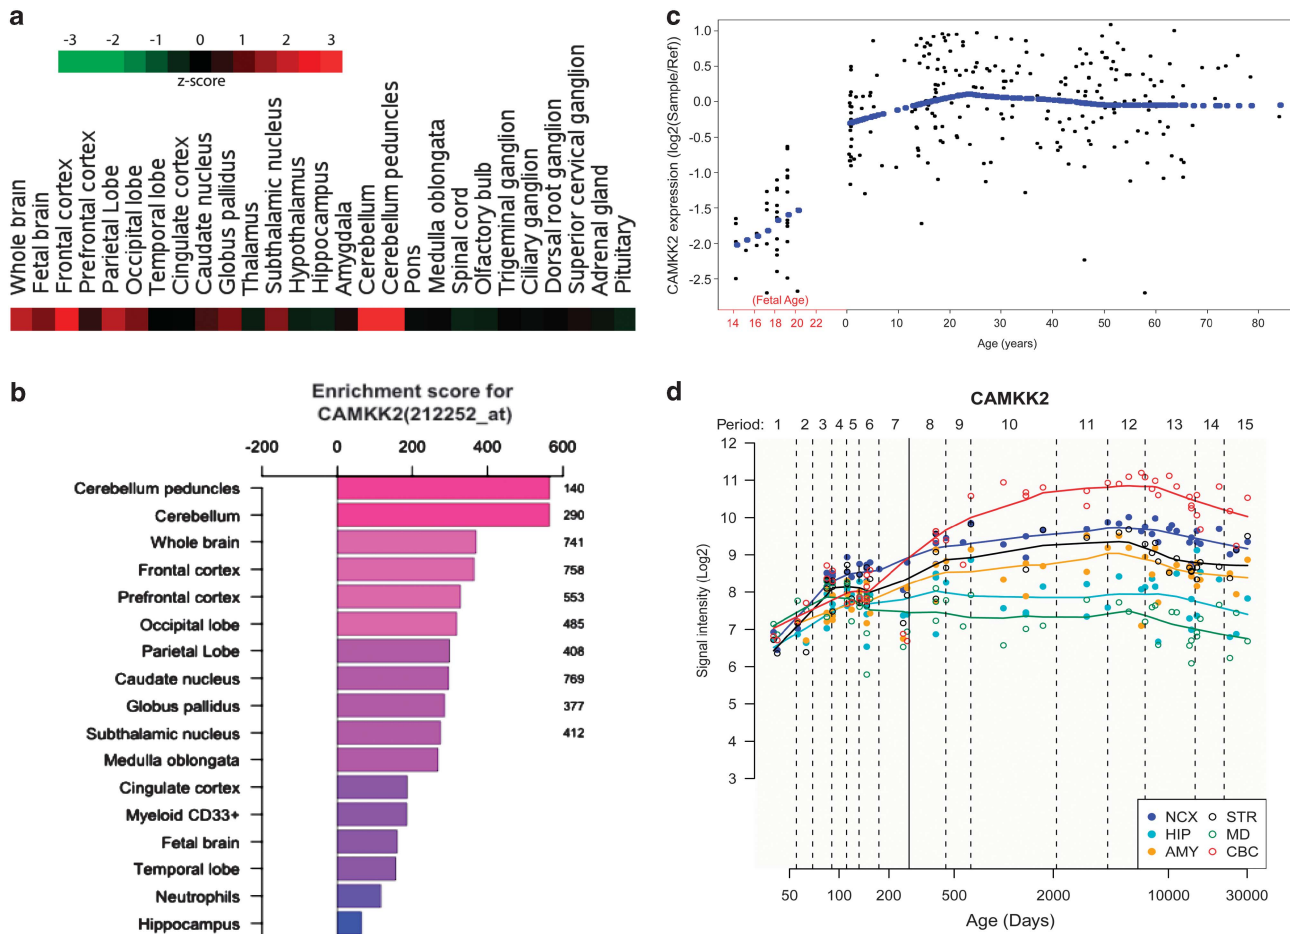 a
-3 -2 -1 0 1 2 3
z-score
Whole brain
Fetal brain
Frontal cortex
Prefrontal cortex
Parietal Lobe
Occipital lobe
Temporal lobe
Cingulate cortex
Caudate nucleus
Globus pallidus
Thalamus
Subthalamic nucleus
Hypothalamus
Hippocampus
Amygdala
Cerebellum
Cerebellum peduncles
Pons
Medulla oblongata
Spinal cord
Olfactory bulb
Trigeminal ganglion
Ciliary ganglion
Dorsal root ganglion
Superior cervical ganglion
Adrenal gland
Pituitary
b
Enrichment score for
CAMKK2(212252_at)
-200 0 200 400 600
Cerebellum peduncles 140
Cerebellum 290
Whole brain 741
Frontal cortex 758
Prefrontal cortex 553
Occipital lobe 485
Parietal Lobe 408
Caudate nucleus 769
Globus pallidus 377
Subthalamic nucleus 412
Medulla oblongata
Cingulate cortex
Myeloid CD33+
Fetal brain
Temporal lobe
Neutrophils
Hippocampus
c
CAMKK2 expression (log2(Sample/Ref))
1.0
0.5
0.0
-0.5
-1.0
-1.5
-2.0
-2.5
(Fetal Age)
14 16 18 20 22 0 10 20 30 40 50 60 70 80
Age (years)
d
CAMKK2
Period: 1 2 3 4 5 6 7 8 9 10 11 12 13 14 15
Signal intensity (Log2)
12
11
10
9
8
7
6
5
4
3
NCX STR
HIP MD
AMY CBC
50 100 200 500 2000 10000 30000
Age (Days)